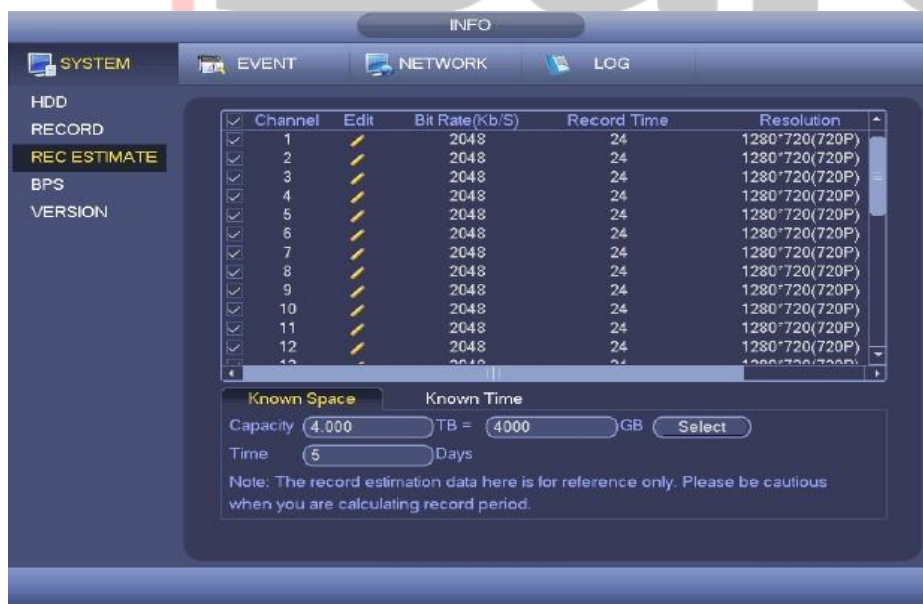 INFO
SYSTEM EVENT NETWORK LOG
HDD
RECORD
REC ESTIMATE
BPS
VERSION
Channel Edit Bit Rate(Kb/S) Record Time Resolution
1 2048 24 1280*720(720P)
2 2048 24 1280*720(720P)
3 2048 24 1280*720(720P)
4 2048 24 1280*720(720P)
5 2048 24 1280*720(720P)
6 2048 24 1280*720(720P)
7 2048 24 1280*720(720P)
8 2048 24 1280*720(720P)
9 2048 24 1280*720(720P)
10 2048 24 1280*720(720P)
11 2048 24 1280*720(720P)
12 2048 24 1280*720(720P)
Known Space Known Time
Capacity 4.000 TB = 4000 GB Select
Time 5 Days
Note: The record estimation data here is for reference only. Please be cautious
when you are calculating record period.